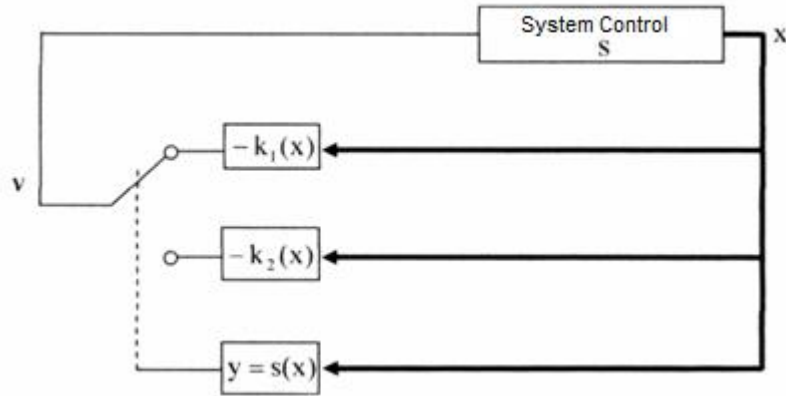 System Control
S
x
− k₁(x)
v
− k₂(x)
y = s(x)